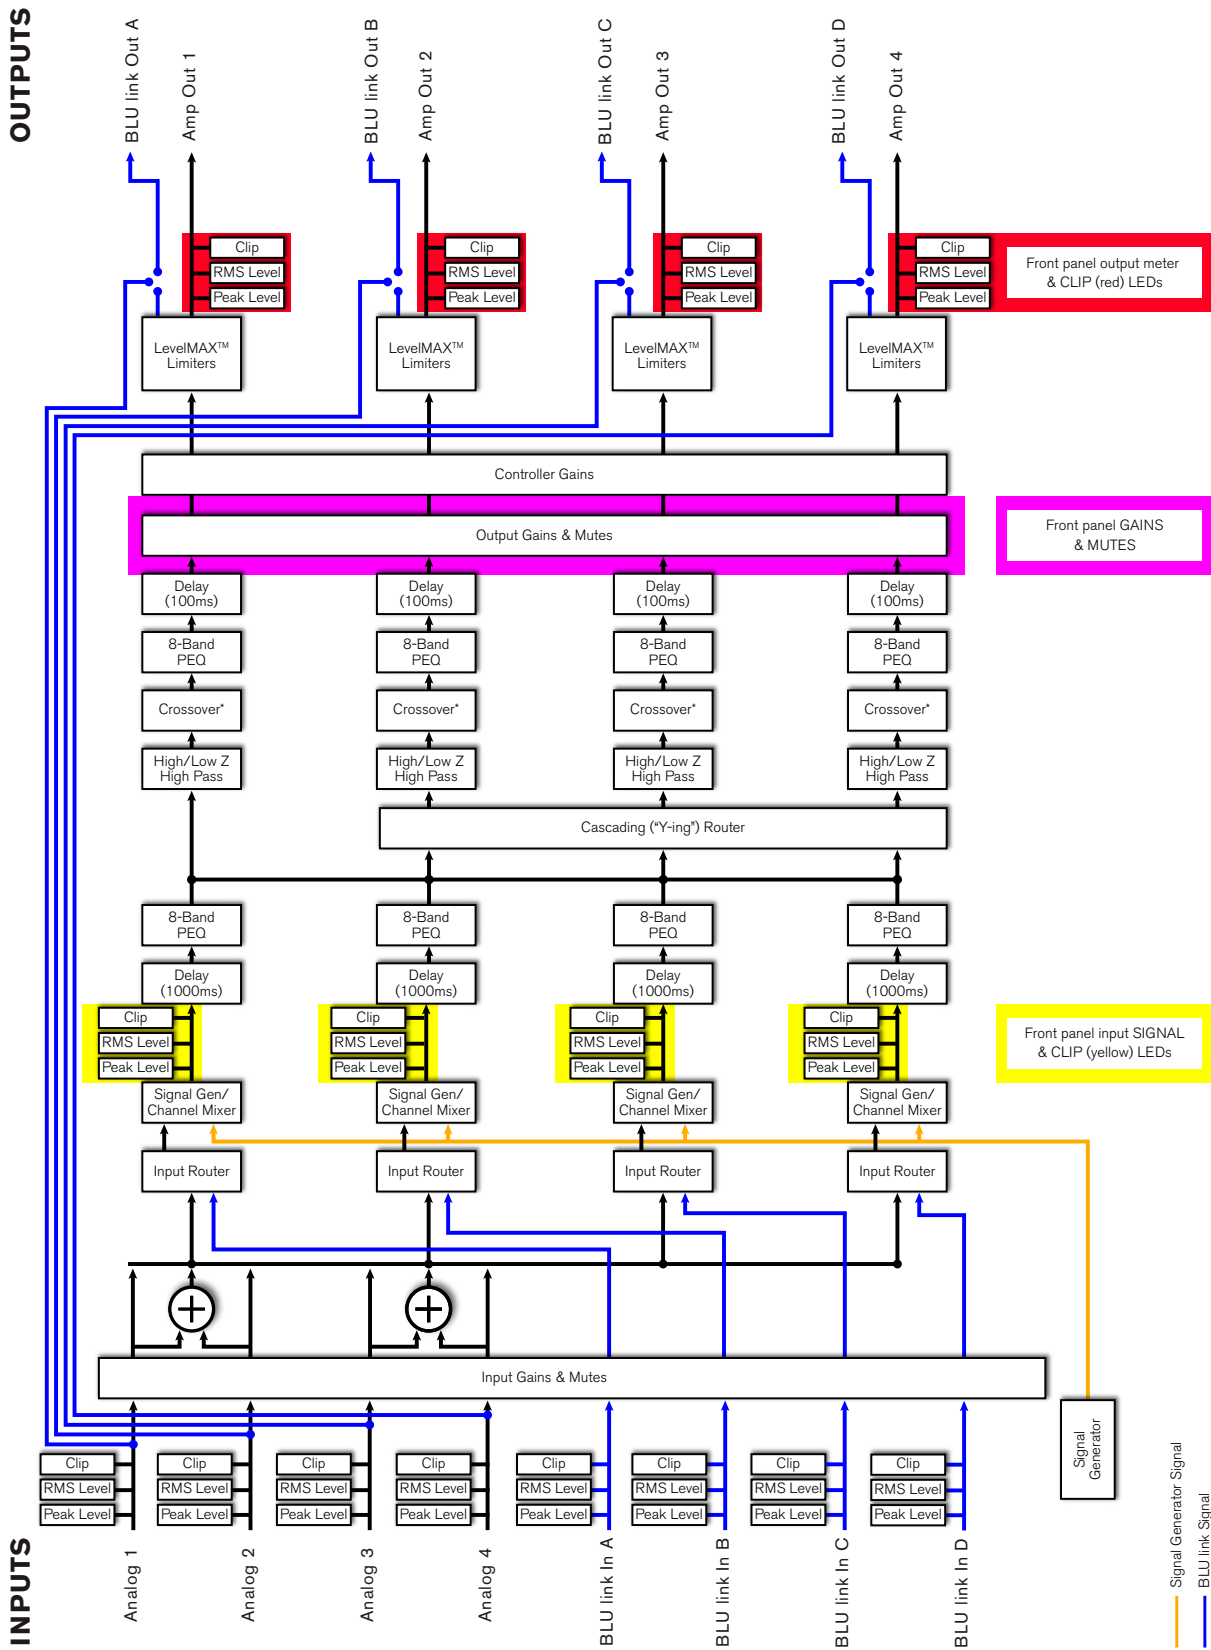 OUTPUTS
BLU link Out A
Amp Out 1
BLU link Out B
Amp Out 2
BLU link Out C
Amp Out 3
BLU link Out D
Amp Out 4
Clip
RMS Level
Peak Level
Clip
RMS Level
Peak Level
Clip
RMS Level
Peak Level
Clip
RMS Level
Peak Level
Front panel output meter
& CLIP (red) LEDs
LevelMAX™
Limiters
LevelMAX™
Limiters
LevelMAX™
Limiters
LevelMAX™
Limiters
Controller Gains
Output Gains & Mutes
Front panel GAINS
& MUTES
Delay
(100ms)
Delay
(100ms)
Delay
(100ms)
Delay
(100ms)
8-Band
PEQ
8-Band
PEQ
8-Band
PEQ
8-Band
PEQ
Crossover*
Crossover*
Crossover*
Crossover*
High/Low Z
High Pass
High/Low Z
High Pass
High/Low Z
High Pass
High/Low Z
High Pass
Cascading (“Y-ing”) Router
8-Band
PEQ
8-Band
PEQ
8-Band
PEQ
8-Band
PEQ
Delay
(1000ms)
Delay
(1000ms)
Delay
(1000ms)
Delay
(1000ms)
Clip
RMS Level
Peak Level
Clip
RMS Level
Peak Level
Clip
RMS Level
Peak Level
Clip
RMS Level
Peak Level
Front panel input SIGNAL
& CLIP (yellow) LEDs
Signal Gen/
Channel Mixer
Signal Gen/
Channel Mixer
Signal Gen/
Channel Mixer
Signal Gen/
Channel Mixer
Input Router
Input Router
Input Router
Input Router
Input Gains & Mutes
Signal
Generator
Clip
RMS Level
Peak Level
Clip
RMS Level
Peak Level
Clip
RMS Level
Peak Level
Clip
RMS Level
Peak Level
Clip
RMS Level
Peak Level
Clip
RMS Level
Peak Level
Clip
RMS Level
Peak Level
Clip
RMS Level
Peak Level
INPUTS
Analog 1
Analog 2
Analog 3
Analog 4
BLU link In A
BLU link In B
BLU link In C
BLU link In D
Signal Generator Signal
BLU link Signal